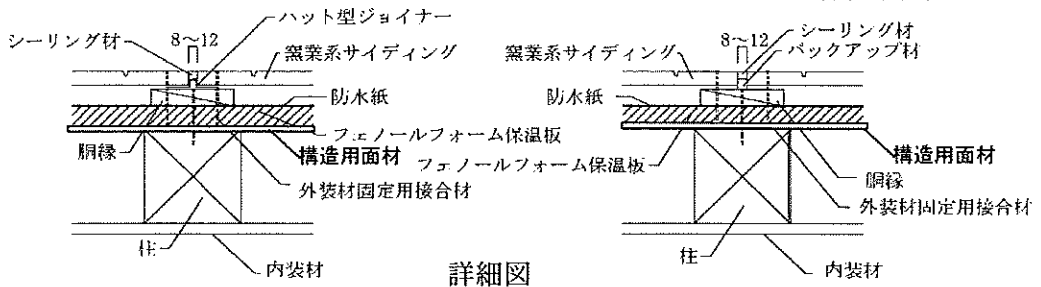 ハット型ジョイナー
シーリング材
8〜12
窯業系サイディング
防水紙
フェノールフォーム保温板
胴縁
構造用面材
外装材固定用接合材
柱
内装材
シーリング材
8〜12
バックアップ材
窯業系サイディング
防水紙
構造用面材
フェノールフォーム保温板
胴縁
外装材固定用接合材
柱
内装材
詳細図